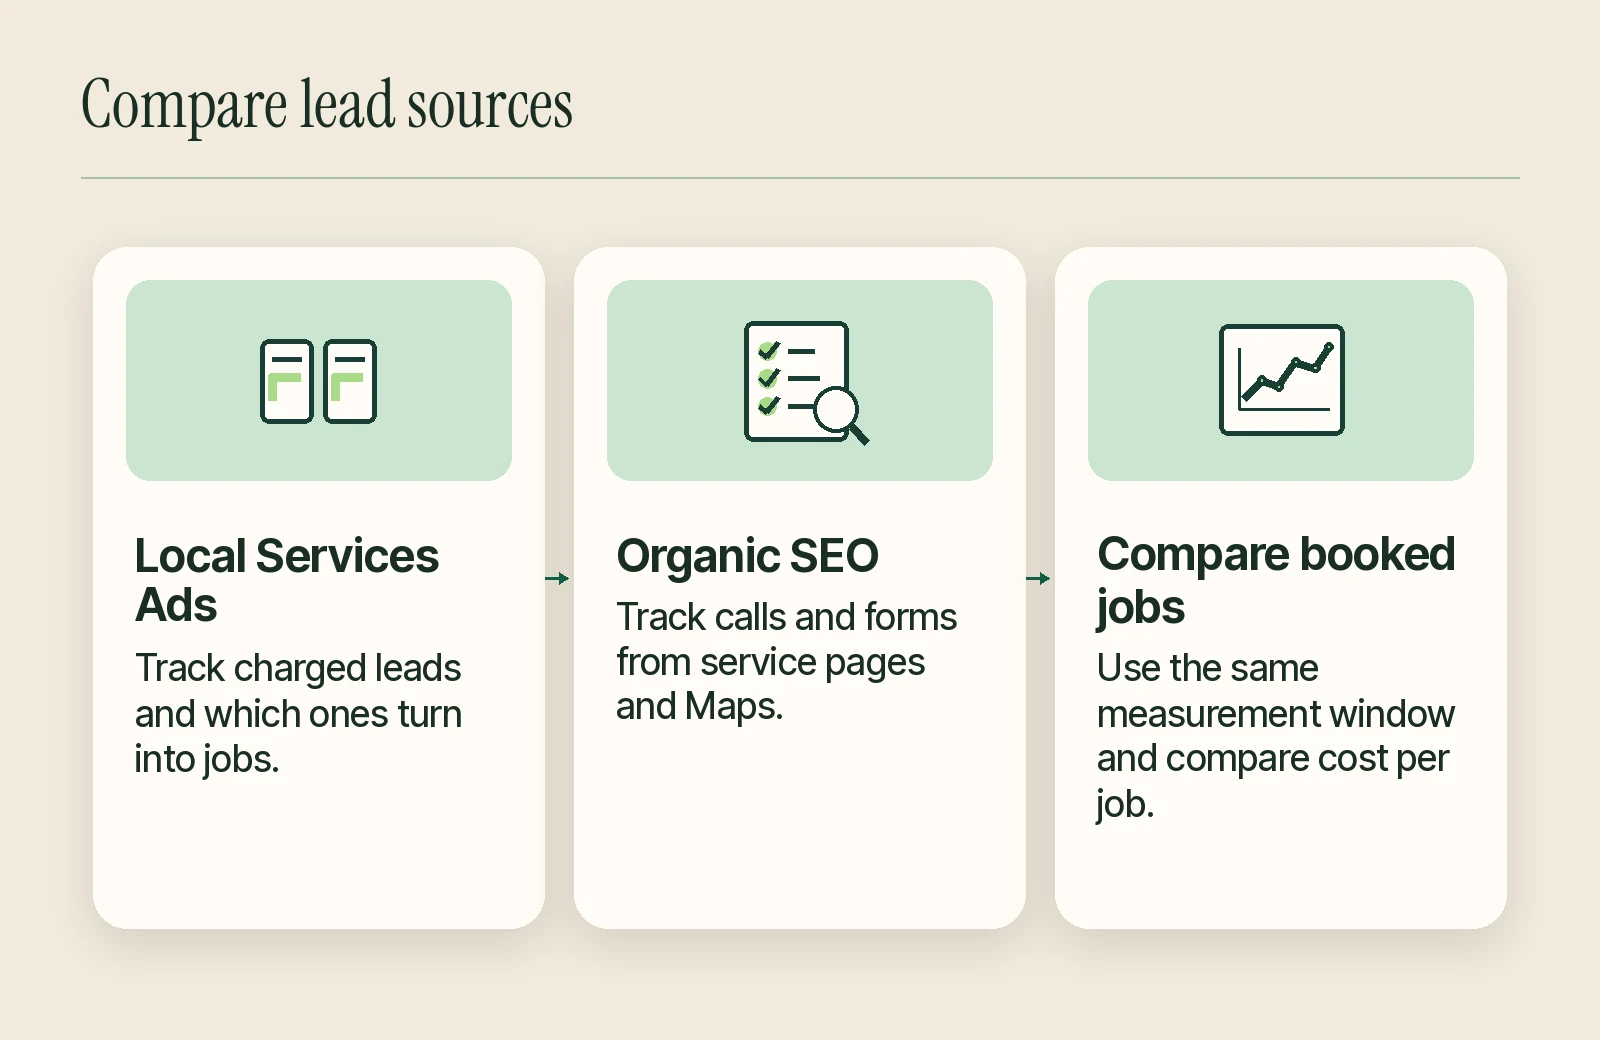 Compare lead sources
Local Services
Ads
Track charged leads
and which ones turn
into jobs.
Organic SEO
Track calls and forms
from service pages
and Maps.
Compare booked
jobs
Use the same
measurement window
and compare cost per
job.